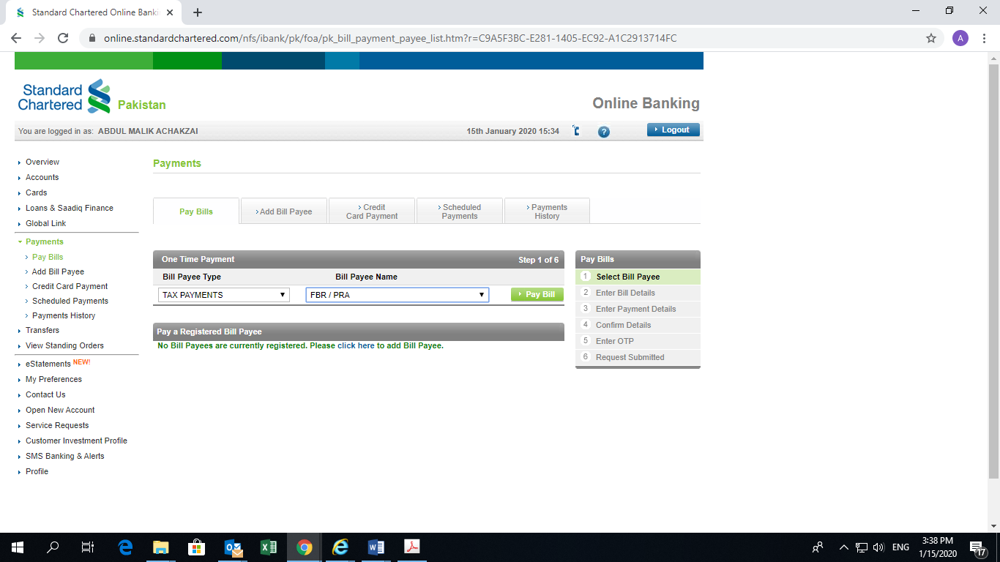 Standard Chartered Online Banki
online.standardchartered.com/nfs/ibank/pk/foa/pk_bill_payment_payee_list.htm?r=C9A5F3BC-E281-1405-EC92-A1C2913714FC
A
Standard
Chartered
Pakistan
Online Banking
You are logged in as: ABDUL MALIK ACHAKZAI
15th January 2020 15:34
?
Logout
Overview
Accounts
Cards
Loans & Saadiq Finance
Global Link
Payments
Pay Bills
Add Bill Payee
Credit Card Payment
Scheduled Payments
Payments History
Transfers
View Standing Orders
eStatements NEW!
My Preferences
Contact Us
Open New Account
Service Requests
Customer Investment Profile
SMS Banking & Alerts
Profile
Payments
Pay Bills
Add Bill Payee
Credit
Card Payment
Scheduled
Payments
Payments
History
One Time Payment Step 1 of 6
Bill Payee Type Bill Payee Name
TAX PAYMENTS FBR / PRA Pay Bill
Pay a Registered Bill Payee
No Bill Payees are currently registered. Please click here to add Bill Payee.
Pay Bills
1 Select Bill Payee
2 Enter Bill Details
3 Enter Payment Details
4 Confirm Details
5 Enter OTP
6 Request Submitted
ENG
3:38 PM
1/15/2020
17